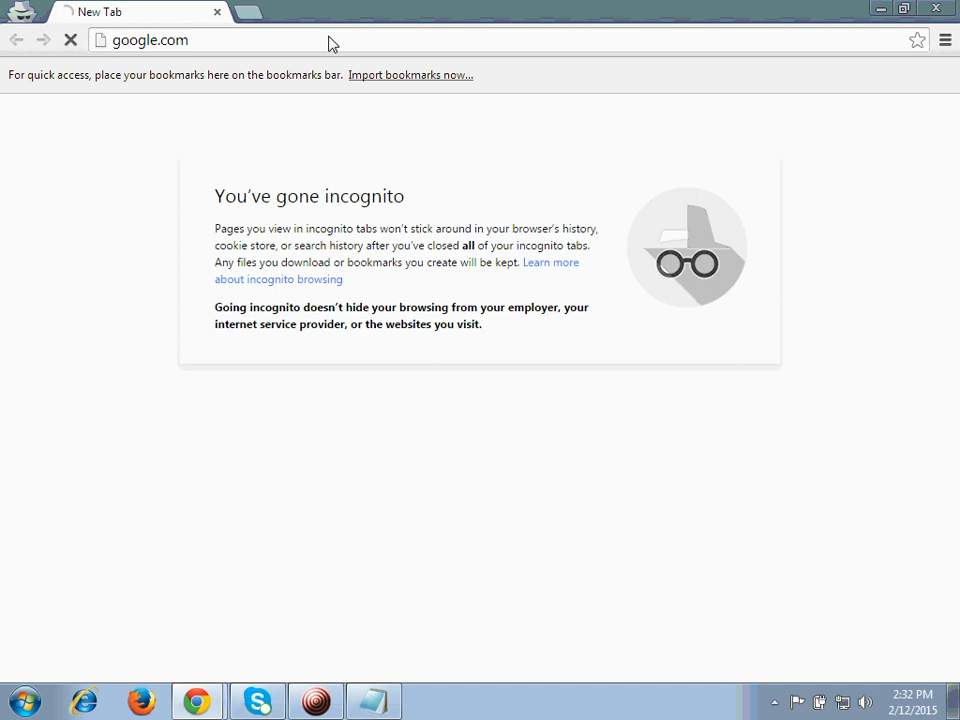 New Tab
google.com
For quick access, place your bookmarks here on the bookmarks bar. Import bookmarks now...
You've gone incognito
Pages you view in incognito tabs won't stick around in your browser's history,
cookie store, or search history after you've closed all of your incognito tabs.
Any files you download or bookmarks you create will be kept. Learn more
about incognito browsing
Going incognito doesn't hide your browsing from your employer, your
internet service provider, or the websites you visit.
2:32 PM
2/12/2015